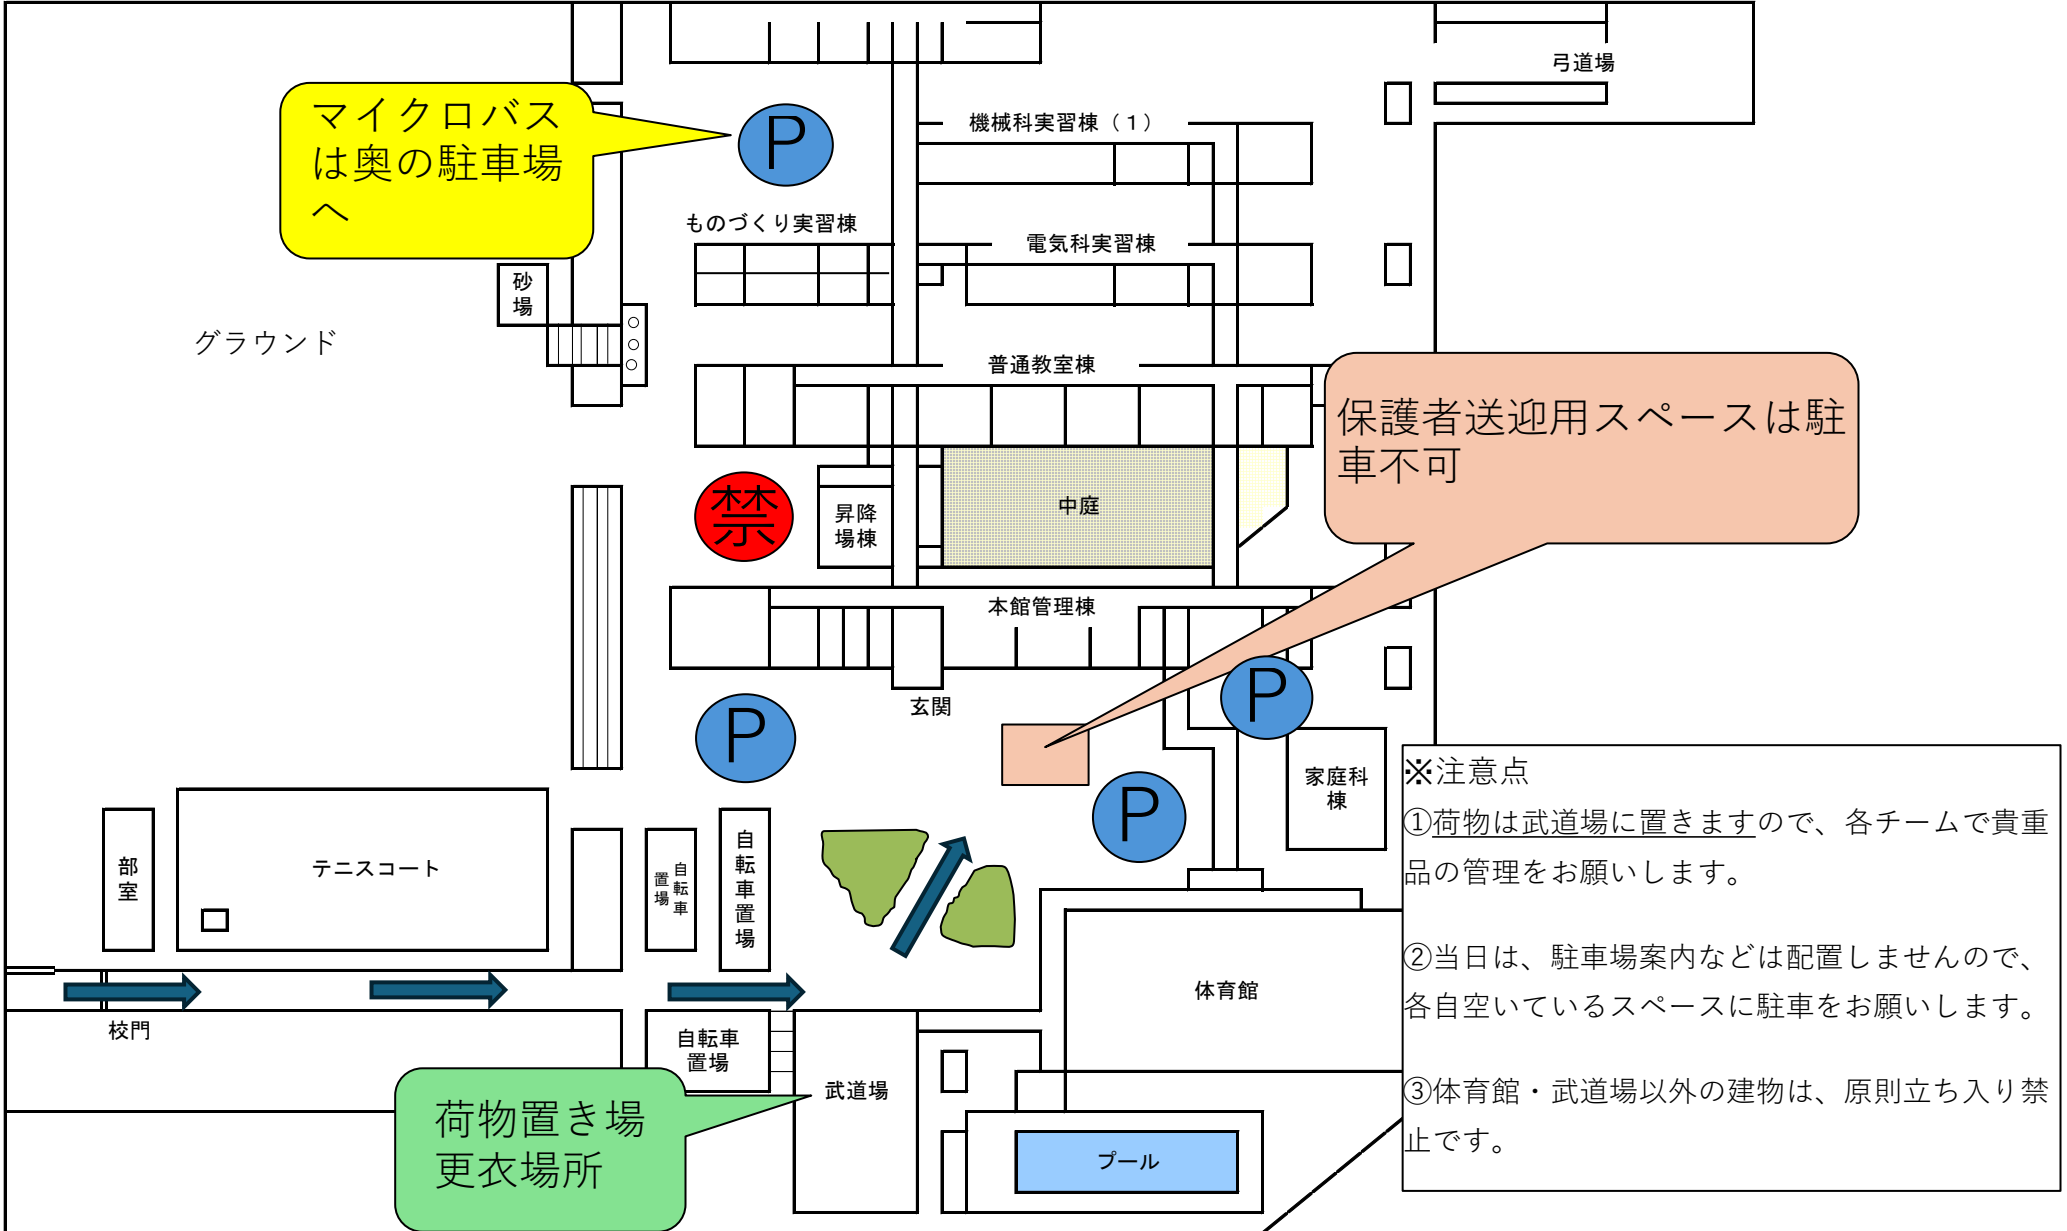 弓道場
マイクロバス
は奥の駐車場
へ
P
機械科実習棟（１）
ものづくり実習棟
電気科実習棟
砂
場
グラウンド
普通教室棟
保護者送迎用スペースは駐
車不可
禁
昇降
場棟
中庭
本館管理棟
玄関
P
P
P
家庭科
棟
部室
テニスコート
自転車
置場
自転車置場
校門
自転車
置場
体育館
武道場
荷物置き場
更衣場所
プール
※注意点
①荷物は武道場に置きますので、各チームで貴重
品の管理をお願いします。
②当日は、駐車場案内などは配置しませんので、
各自空いているスペースに駐車をお願いします。
③体育館・武道場以外の建物は、原則立ち入り禁
止です。